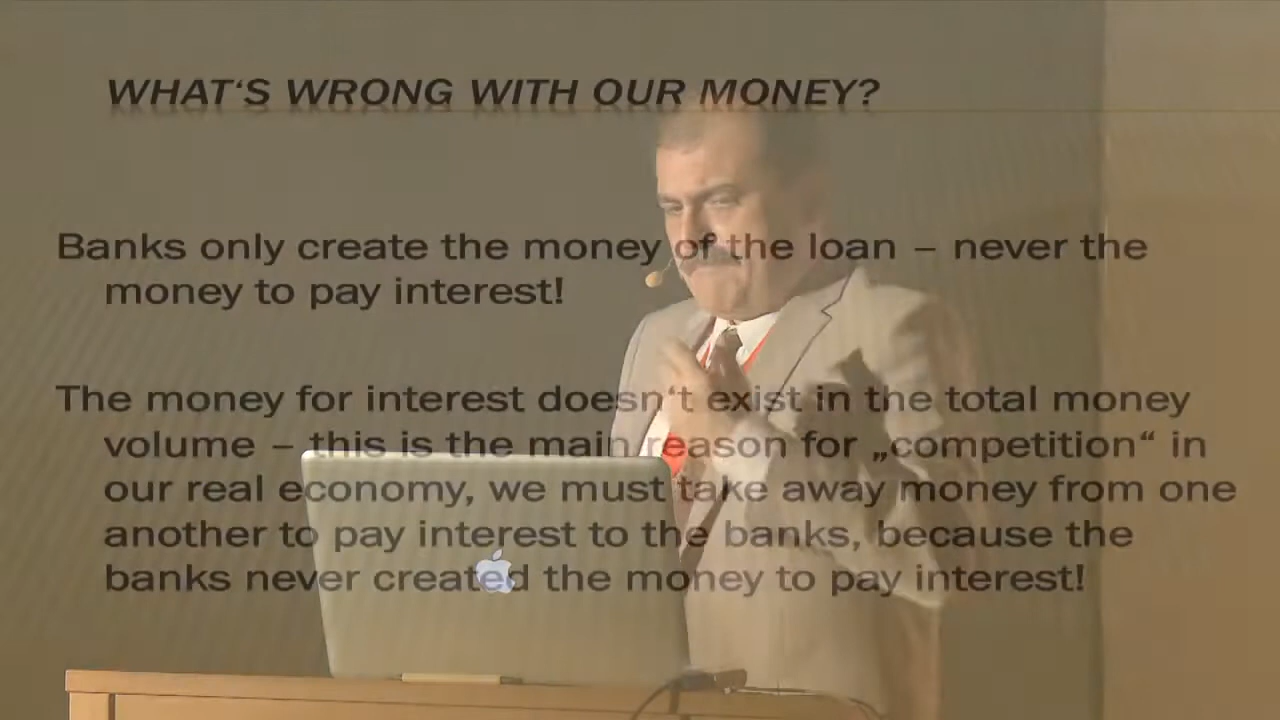 WHAT‘S WRONG WITH OUR MONEY?
Banks only create the money of the loan – never the
money to pay interest!
The money for interest doesn‘t exist in the total money
volume – this is the main reason for „competition“ in
our real economy, we must take away money from one
another to pay interest to the banks, because the
banks never created the money to pay interest!